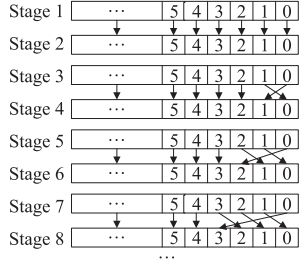 Stage 1 ··· 5 4 3 2 1 0
Stage 2 ··· 5 4 3 2 1 0
Stage 3 ··· 5 4 3 2 1 0
Stage 4 ··· 5 4 3 2 1 0
Stage 5 ··· 5 4 3 2 1 0
Stage 6 ··· 5 4 3 2 1 0
Stage 7 ··· 5 4 3 2 1 0
Stage 8 ··· 5 4 3 2 1 0
···